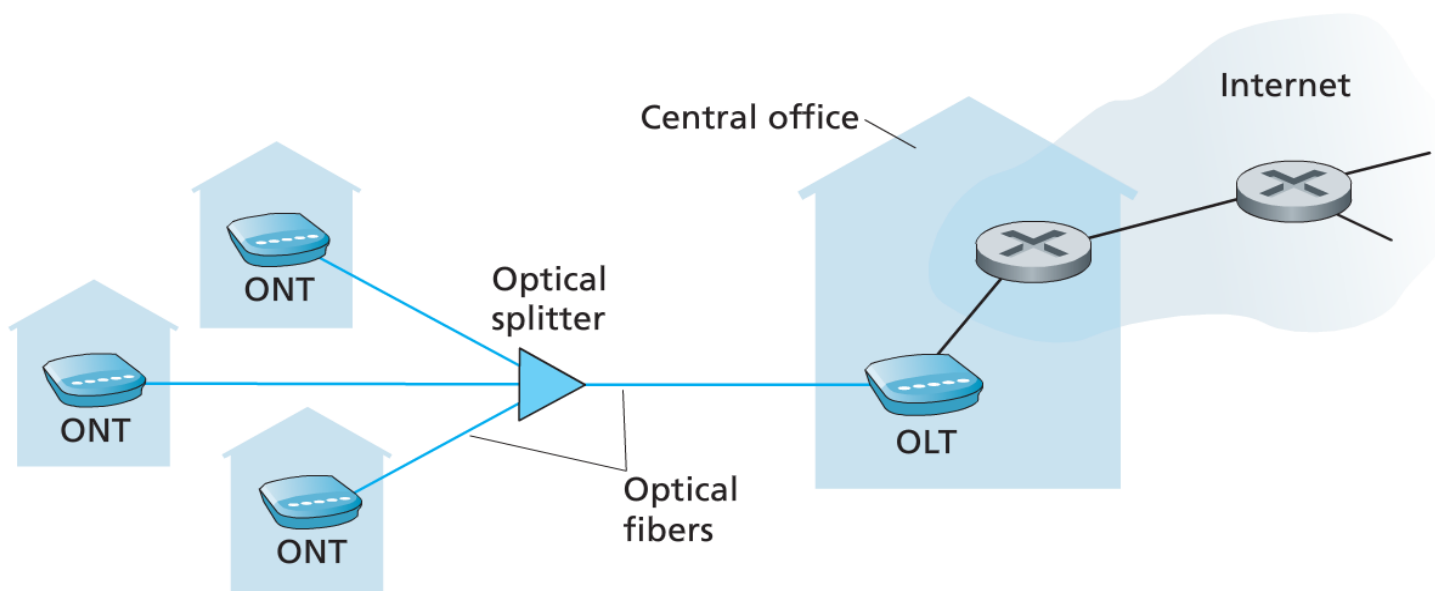 Internet
Central office
ONT
Optical
splitter
ONT
OLT
Optical
fibers
ONT